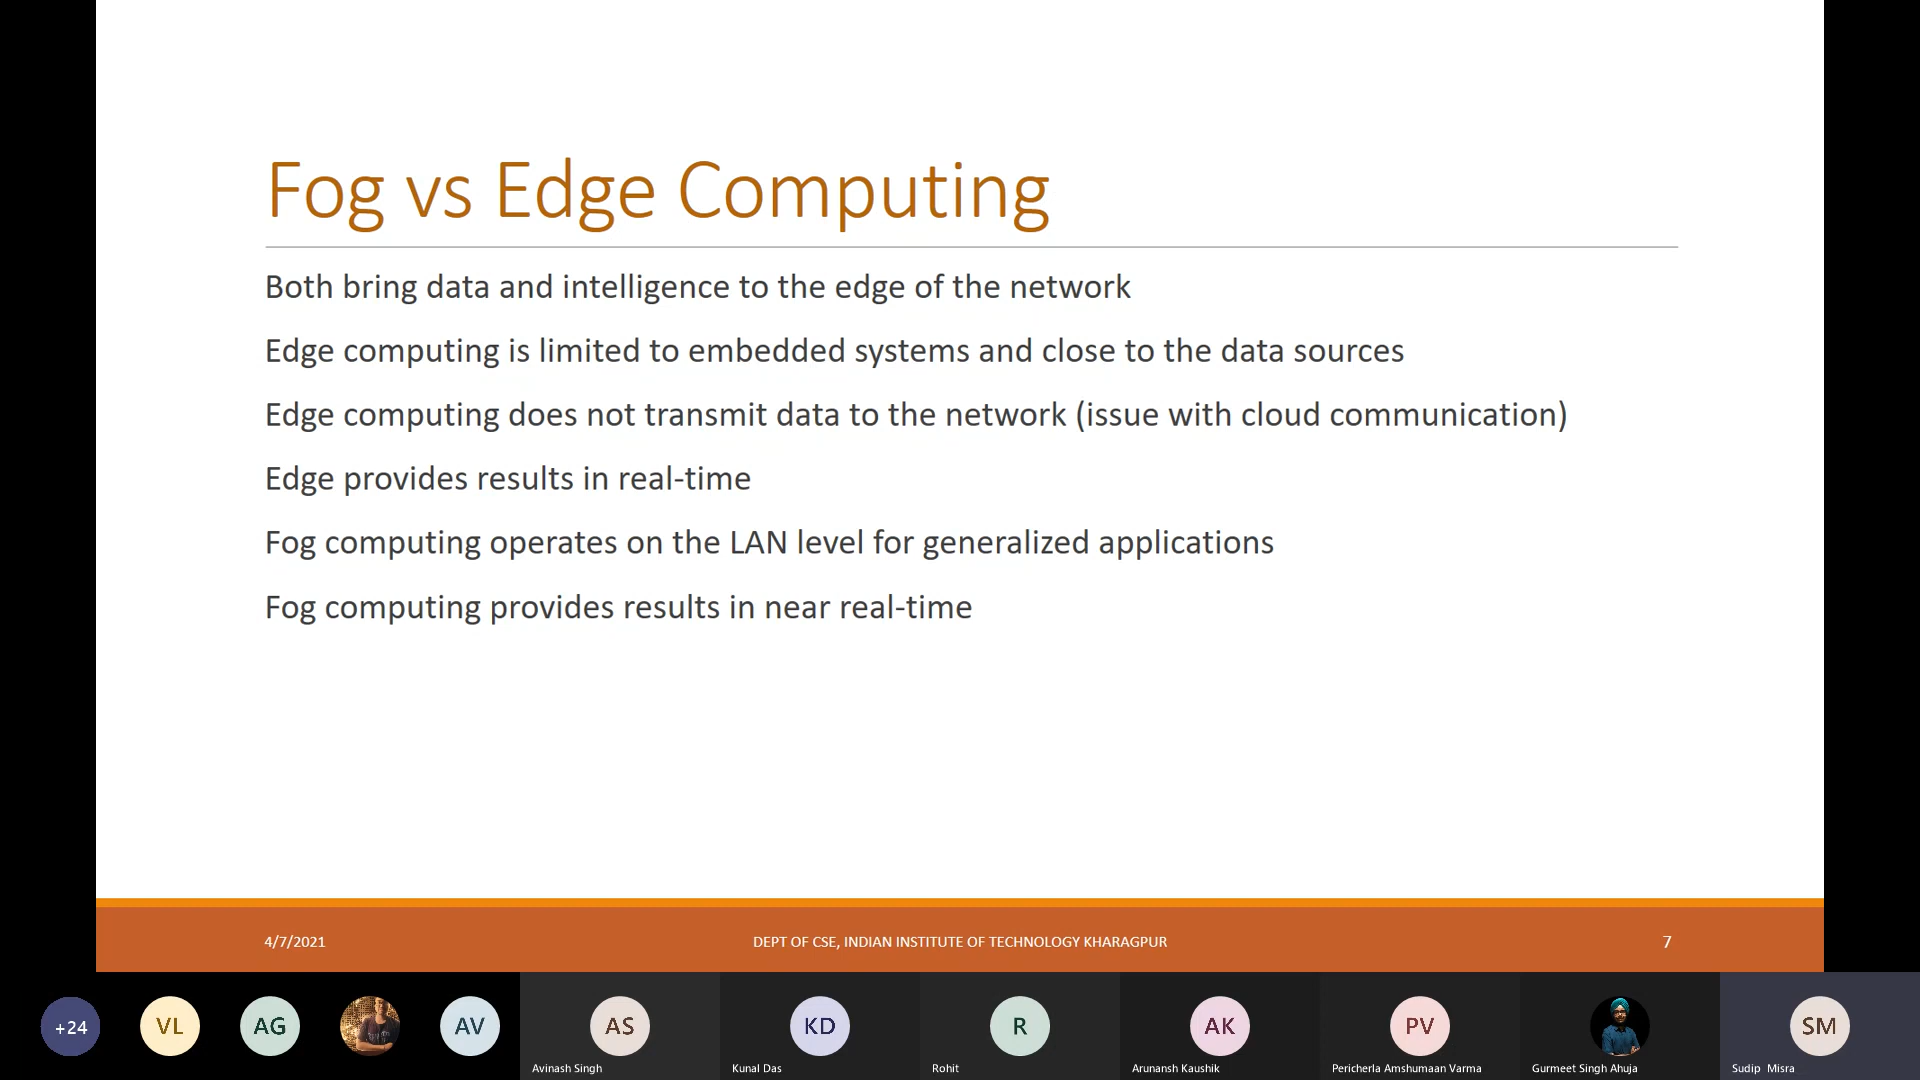 Fog vs Edge Computing
Both bring data and intelligence to the edge of the network
Edge computing is limited to embedded systems and close to the data sources
Edge computing does not transmit data to the network (issue with cloud communication)
Edge provides results in real-time
Fog computing operates on the LAN level for generalized applications
Fog computing provides results in near real-time
4/7/2021 DEPT OF CSE, INDIAN INSTITUTE OF TECHNOLOGY KHARAGPUR 7
+24 VL AG AV AS KD R AK PV SM
Avinash Singh Kunal Das Rohit Arunansh Kaushik Pericherla Amshumaan Varma Gurmeet Singh Ahuja Sudip Misra